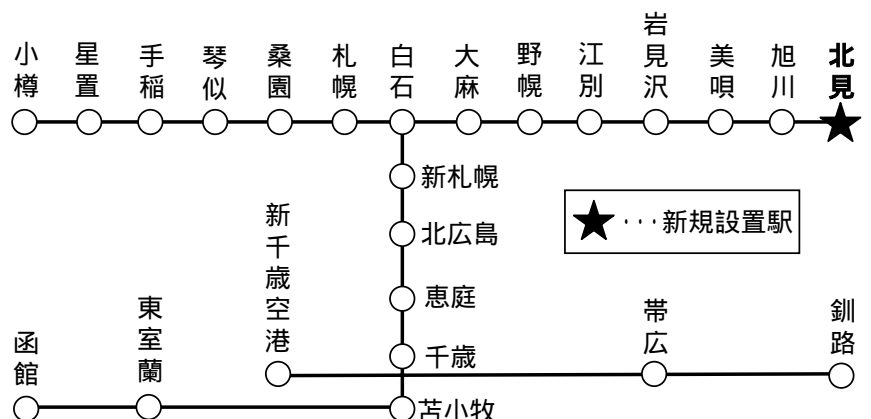 小樽
星置
手稲
琴似
桑園
札幌
白石
大麻
野幌
江別
岩見沢
美唄
旭川
北見
新札幌
★・・・新規設置駅
北広島
新千歳空港
恵庭
東室蘭
帯広
釧路
函館
千歳
苫小牧